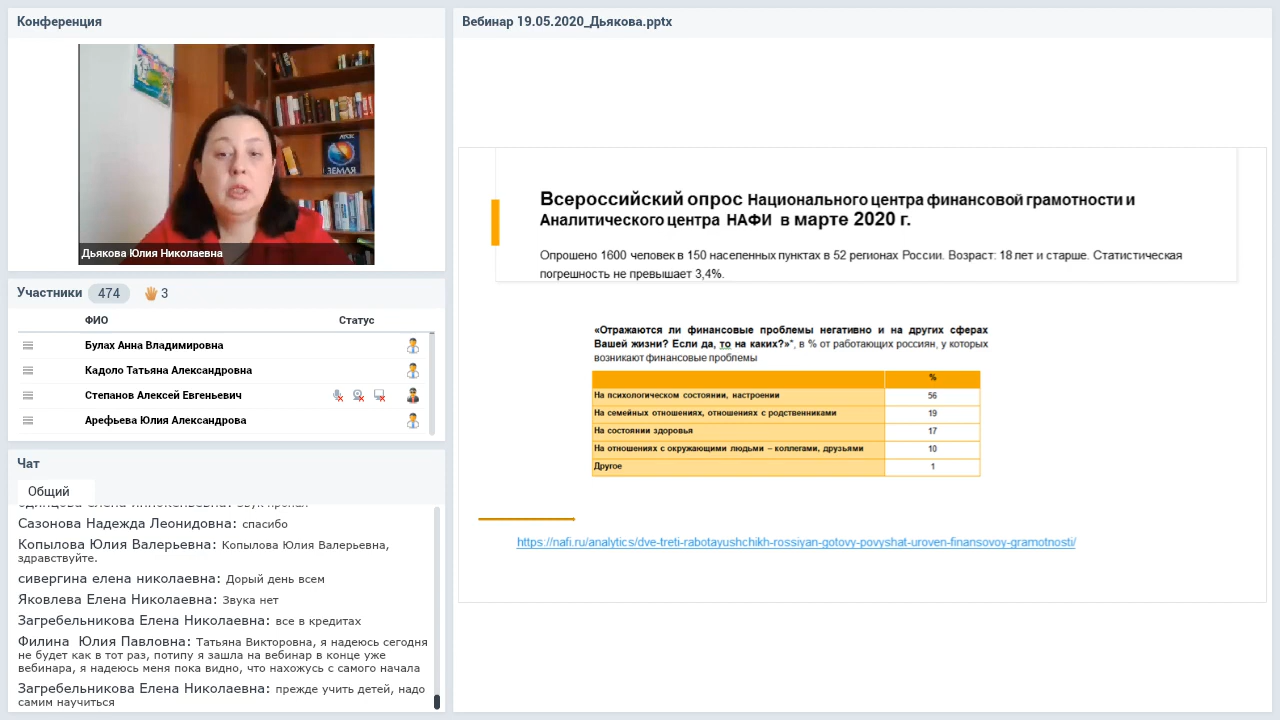 Конференция
ЗЕМЛЯ
Дьякова Юлия Николаевна
Участники 474 3
ФИО Статус
Булах Анна Владимировна
Кадоло Татьяна Александровна
Степанов Алексей Евгеньевич
Арефьева Юлия Александрова
Чат
Общий
Сазонова Надежда Леонидовна: спасибо
Копылова Юлия Валерьевна: Копылова Юлия Валерьевна,
здравствуйте.
сивергина елена николаевна: Дорый день всем
Яковлева Елена Николаевна: Звука нет
Загребельникова Елена Николаевна: все в кредитах
Филина Юлия Павловна: Татьяна Викторовна, я надеюсь сегодня
не будет как в тот раз, потипу я зашла на вебинар в конце уже
вебинара, я надеюсь меня пока видно, что нахожусь с самого начала
Загребельникова Елена Николаевна: прежде учить детей, надо
самим научиться
Вебинар 19.05.2020_Дьякова.pptx
Всероссийский опрос Национального центра финансовой грамотности и
Аналитического центра НАФИ в марте 2020 г.
Опрошено 1600 человек в 150 населенных пунктах в 52 регионах России. Возраст: 18 лет и старше. Статистическая
погрешность не превышает 3,4%.
«Отражаются ли финансовые проблемы негативно и на других сферах
Вашей жизни? Если да, то на каких?»*, в % от работающих россиян, у которых
возникают финансовые проблемы
%
На психологическом состоянии, настроении 56
На семейных отношениях, отношениях с родственниками 19
На состоянии здоровья 17
На отношениях с окружающими людьми – коллегами, друзьями 10
Другое 1
https://nafi.ru/analytics/dve-treti-rabotayushchikh-rossiyan-gotovy-povyshat-uroven-finansovoy-gramotnosti/